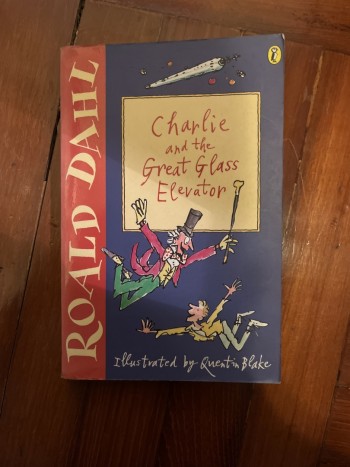 ROALD DAHL
Charlie
and the
Great Glass
Elevator
Illustrated by Quentin Blake